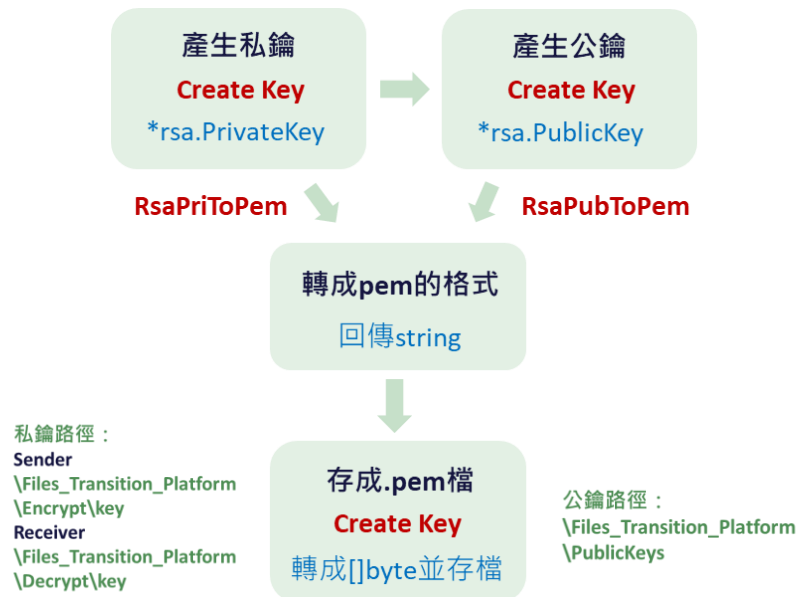 產生私鑰
Create Key
*rsa.PrivateKey
產生公鑰
Create Key
*rsa.PublicKey
RsaPriToPem
RsaPubToPem
轉成pem的格式
回傳string
私鑰路徑：
Sender
\Files_Transition_Platform
\Encrypt\key
Receiver
\Files_Transition_Platform
\Decrypt\key
存成.pem檔
Create Key
轉成[]byte並存檔
公鑰路徑：
\Files_Transition_Platform
\PublicKeys